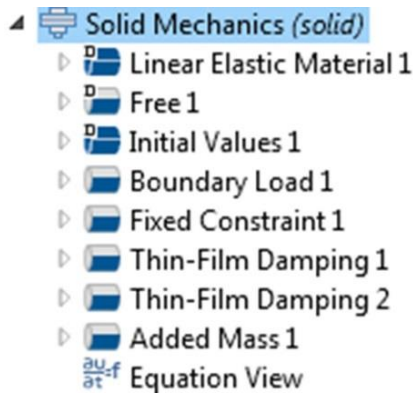 Solid Mechanics (solid)
D Linear Elastic Material 1
D Free 1
D Initial Values 1
Boundary Load 1
Fixed Constraint 1
Thin-Film Damping 1
Thin-Film Damping 2
Added Mass 1
∂u/∂t=f Equation View